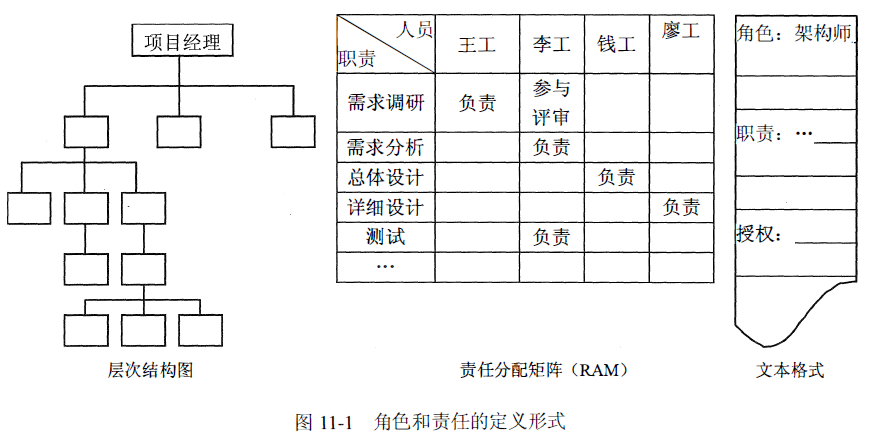 项目经理
人员
职责
王工
李工
钱工
廖工
需求调研
负责
参与
评审
需求分析
负责
总体设计
负责
详细设计
负责
测试
负责
…
角色：架构师
职责：…
授权：
层次结构图
责任分配矩阵（RAM）
文本格式
图 11-1 角色和责任的定义形式